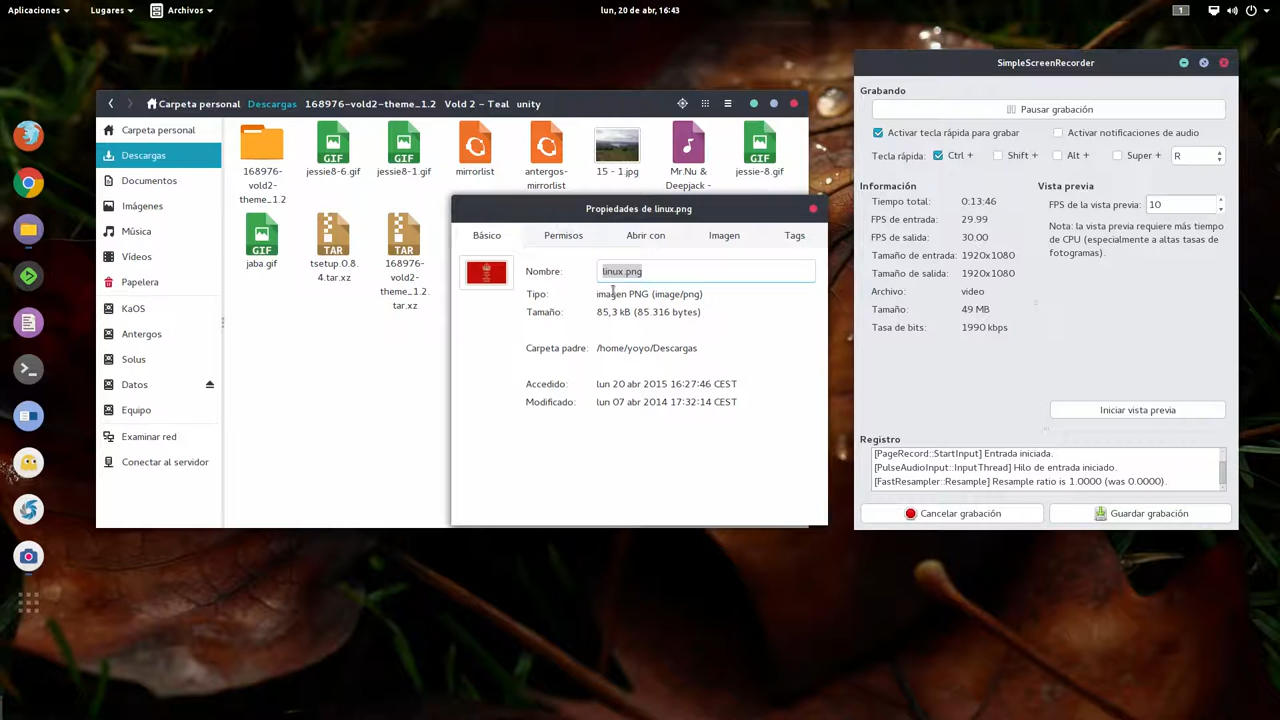 Aplicaciones
Lugares
Archivos
lun, 20 de abr, 16:43
1
Carpeta personal
Descargas
168976-vold2-theme_1.2
Vold 2 – Teal
unity
Carpeta personal
Descargas
Documentos
Imágenes
Música
Vídeos
Papelera
KaOS
Antergos
Solus
Datos
Equipo
Examinar red
Conectar al servidor
168976-
vold2-
theme_1.2
GIF
jessie8-6.gif
GIF
jessie8-1.gif
mirrorlist
antergos-
mirrorlist
15 - 1.jpg
Mr.Nu &
Deepjack -
GIF
jessie-8.gif
GIF
jaba.gif
TAR
tsetup.0.8.
4.tar.xz
TAR
168976-
vold2-
theme_1.2.
tar.xz
Propiedades de linux.png
Básico
Permisos
Abrir con
Imagen
Tags
Nombre: linux.png
Tipo: imagen PNG (image/png)
Tamaño: 85,3 kB (85.316 bytes)
Carpeta padre: /home/yoyo/Descargas
Accedido: lun 20 abr 2015 16:27:46 CEST
Modificado: lun 07 abr 2014 17:32:14 CEST
SimpleScreenRecorder
Grabando
Pausar grabación
Activar tecla rápida para grabar
Activar notificaciones de audio
Tecla rápida: Ctrl + Shift + Alt + Super + R
Información
Tiempo total: 0:13:46
FPS de entrada: 29.99
FPS de salida: 30.00
Tamaño de entrada: 1920x1080
Tamaño de salida: 1920x1080
Archivo: video
Tamaño: 49 MB
Tasa de bits: 1990 kbps
Vista previa
FPS de la vista previa: 10
Nota: la vista previa requiere más tiempo
de CPU (especialmente a altas tasas de
fotogramas).
Iniciar vista previa
Registro
[PageRecord::StartInput] Entrada iniciada.
[PulseAudioInput::InputThread] Hilo de entrada iniciado.
[FastResampler::Resample] Resample ratio is 1.0000 (was 0.0000).
Cancelar grabación
Guardar grabación